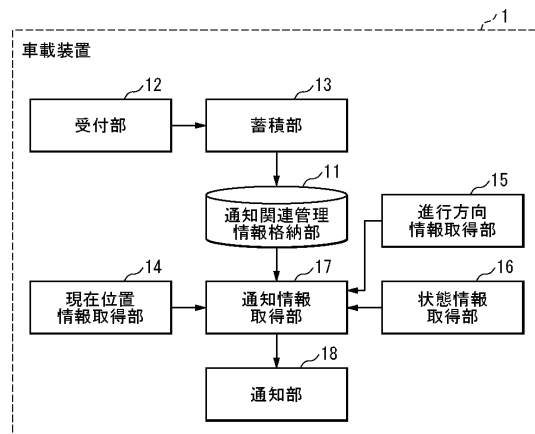 1
車載装置
12
受付部
13
蓄積部
11
通知関連管理
情報格納部
15
進行方向
情報取得部
14
現在位置
情報取得部
17
通知情報
取得部
16
状態情報
取得部
18
通知部